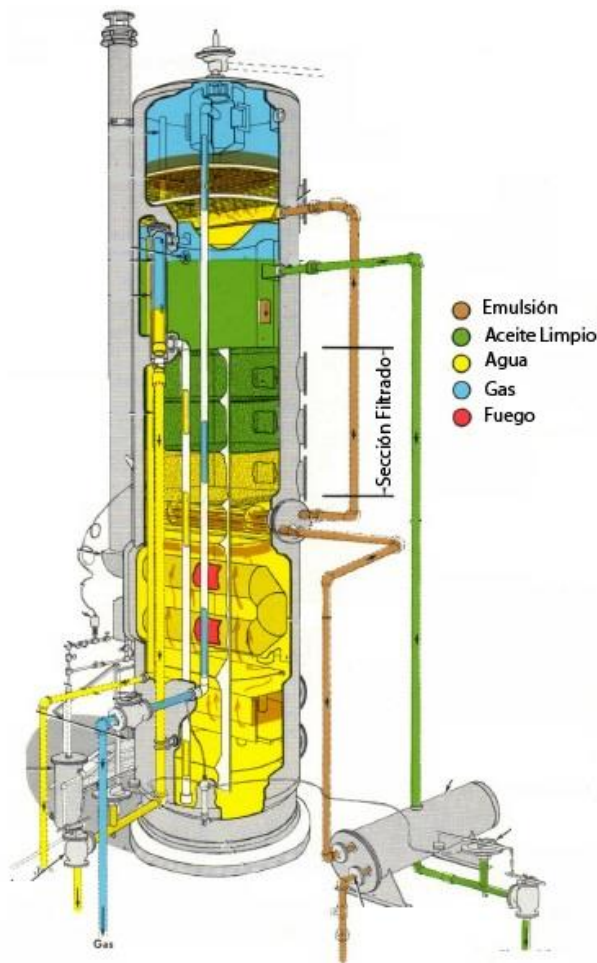 Emulsión
Aceite Limpio
Agua
Gas
Fuego
Sección Filtrado
Gas